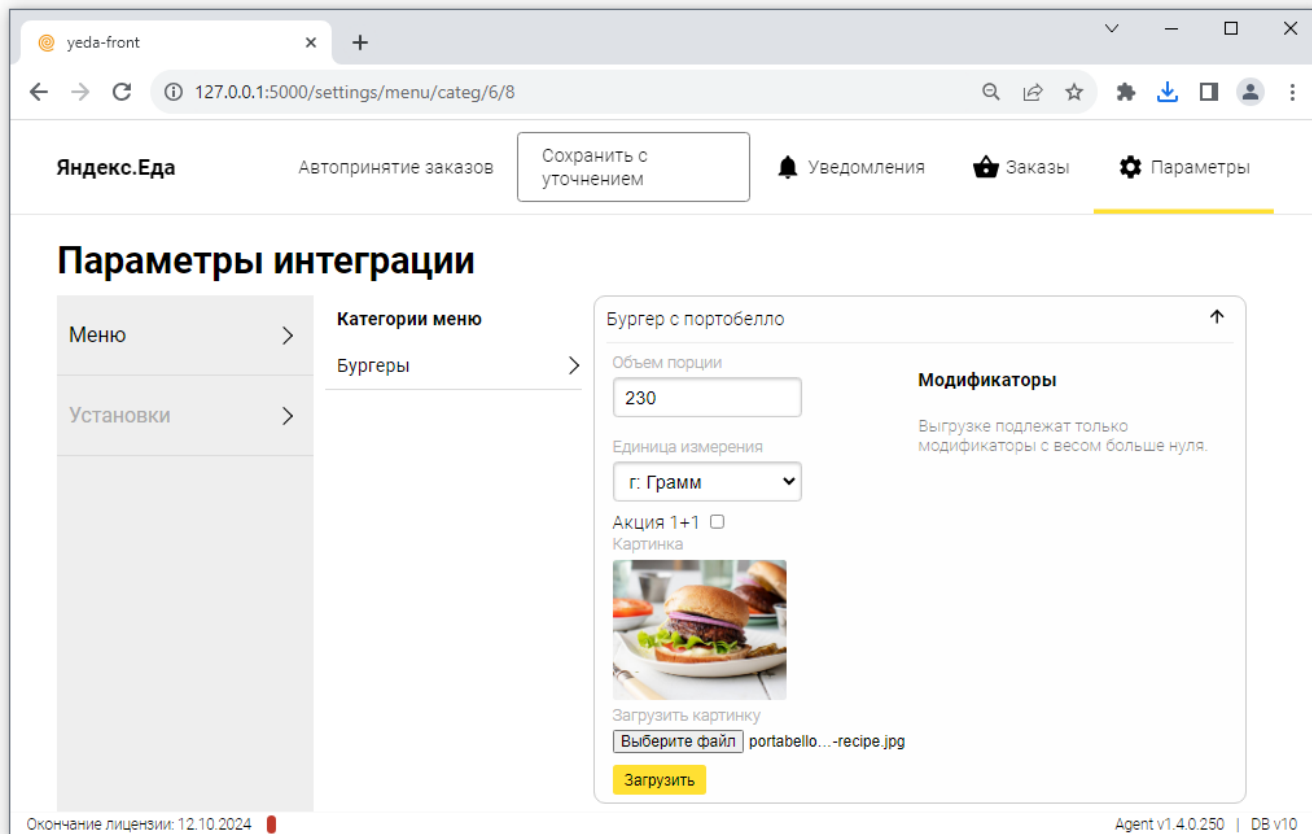 yeda-front
127.0.0.1:5000/settings/menu/categ/6/8
Яндекс.Еда
Автопринятие заказов
Сохранить с
уточнением
Уведомления
Заказы
Параметры
Параметры интеграции
Меню
Установки
Категории меню
Бургеры
Бургер с портобелло
Объем порции
230
Единица измерения
г: Грамм
Акция 1+1
Картинка
Загрузить картинку
Выберите файл portabello...-recipe.jpg
Загрузить
Модификаторы
Выгрузке подлежат только
модификаторы с весом больше нуля.
Окончание лицензии: 12.10.2024
Agent v1.4.0.250 | DB v10